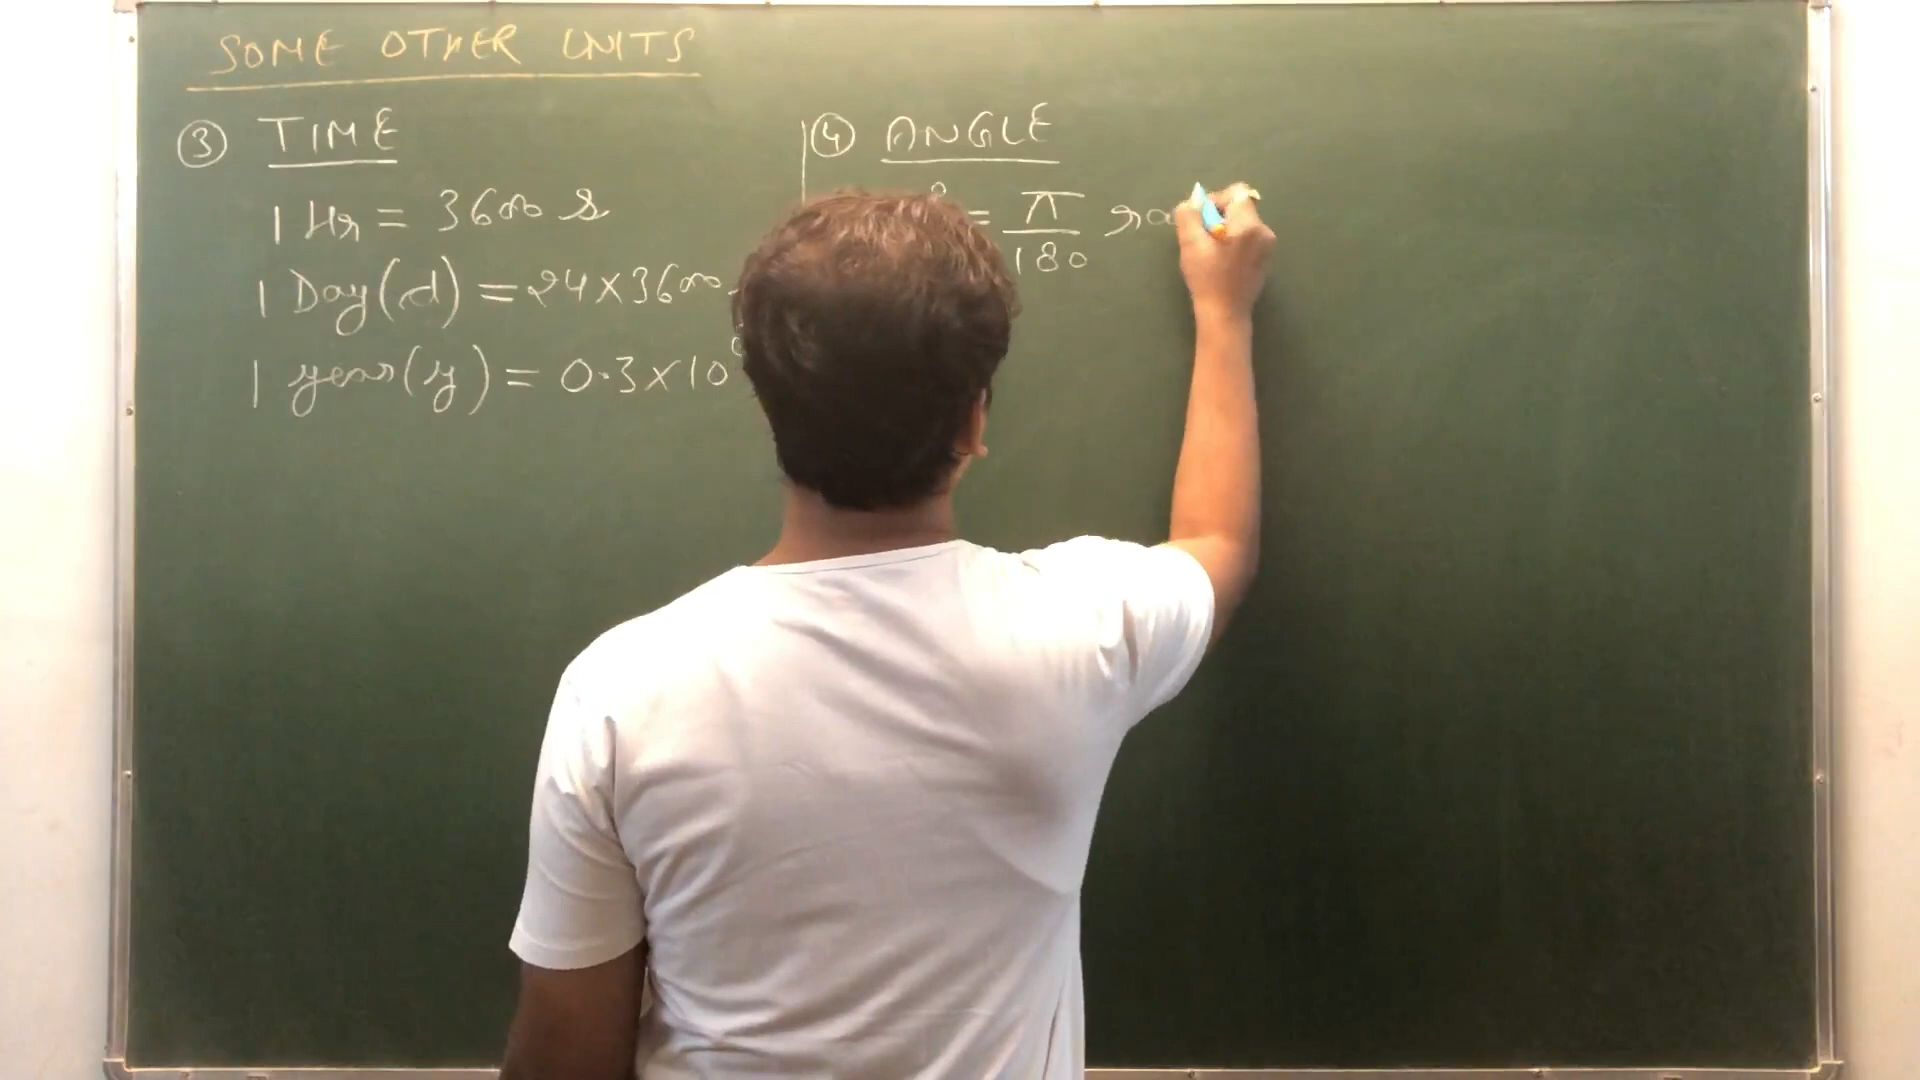 SOME OTHER UNITS
③ TIME
1 Hr = 3600 s
1 Day(d) = 24×3600
1 year(y) = 0.3×10
④ ANGLE
° = π/180